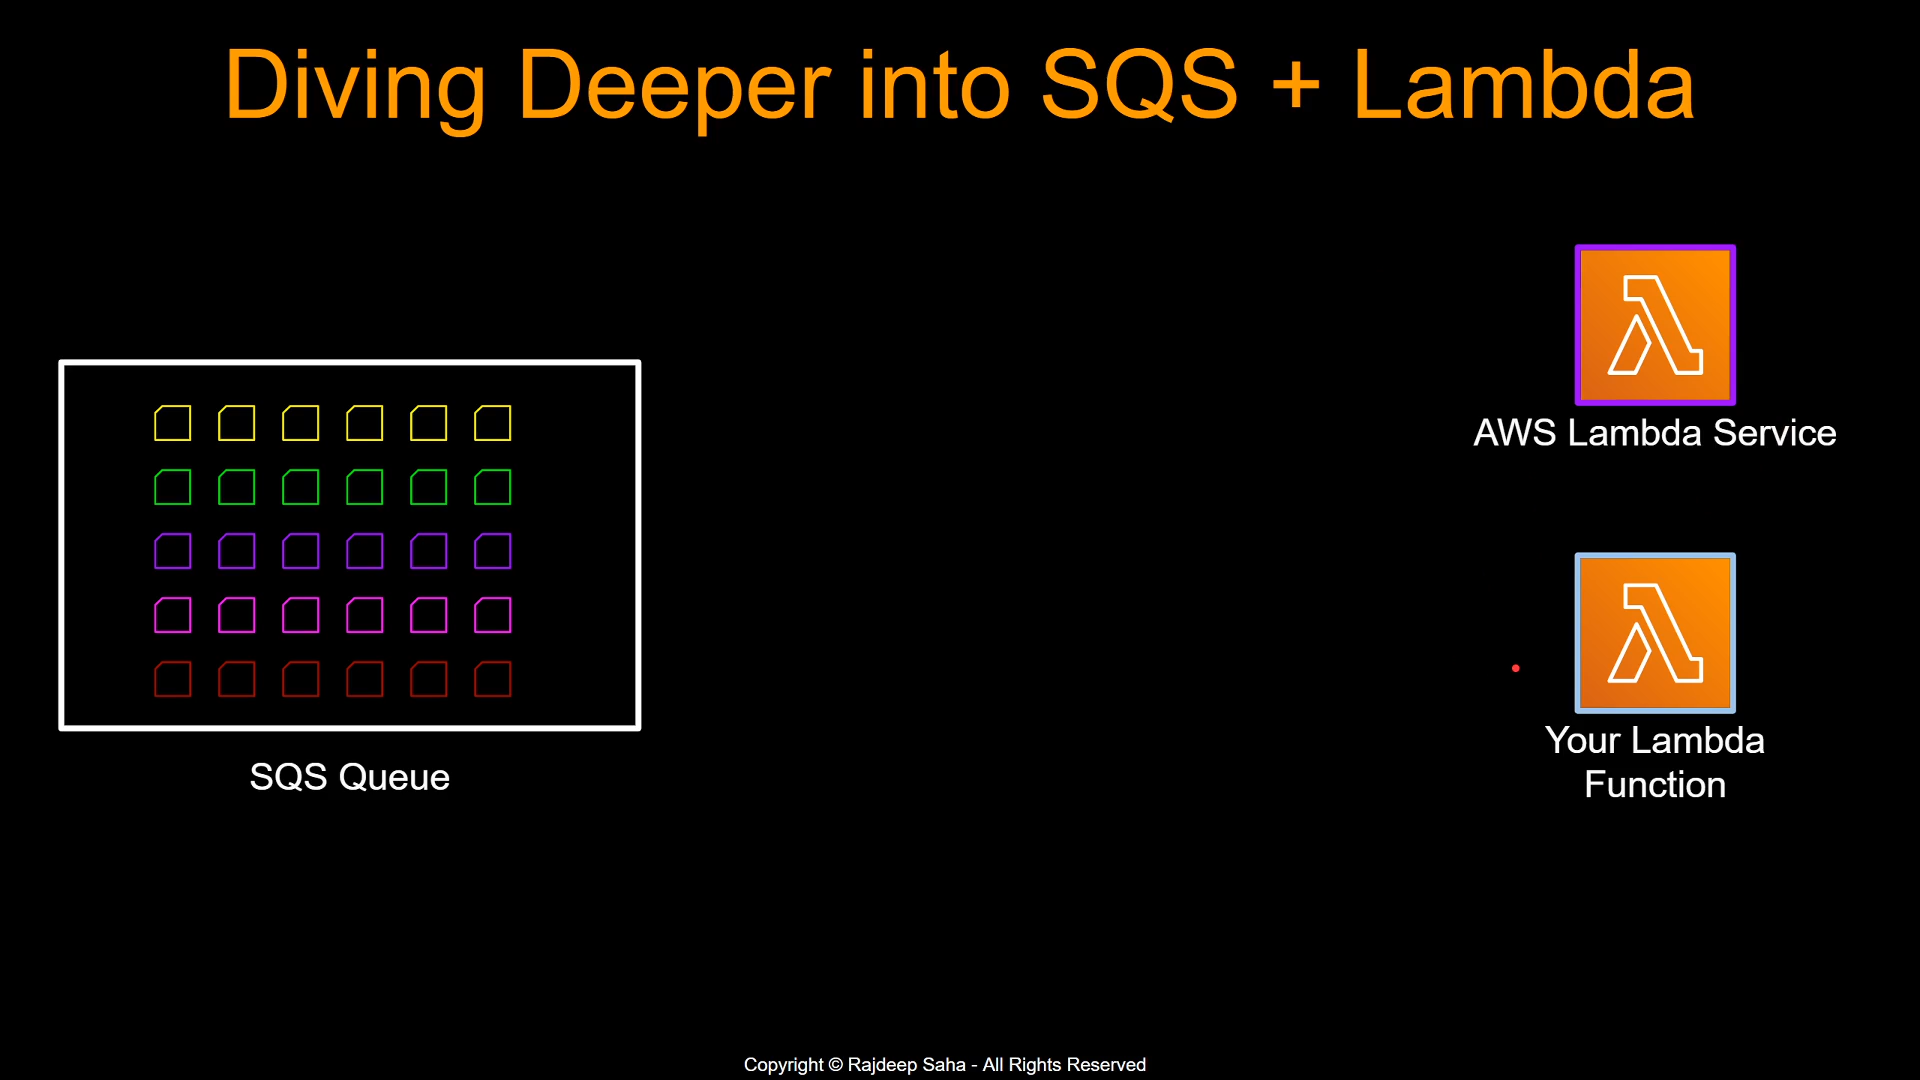 Diving Deeper into SQS + Lambda
AWS Lambda Service
SQS Queue
Your Lambda
Function
Copyright © Rajdeep Saha - All Rights Reserved